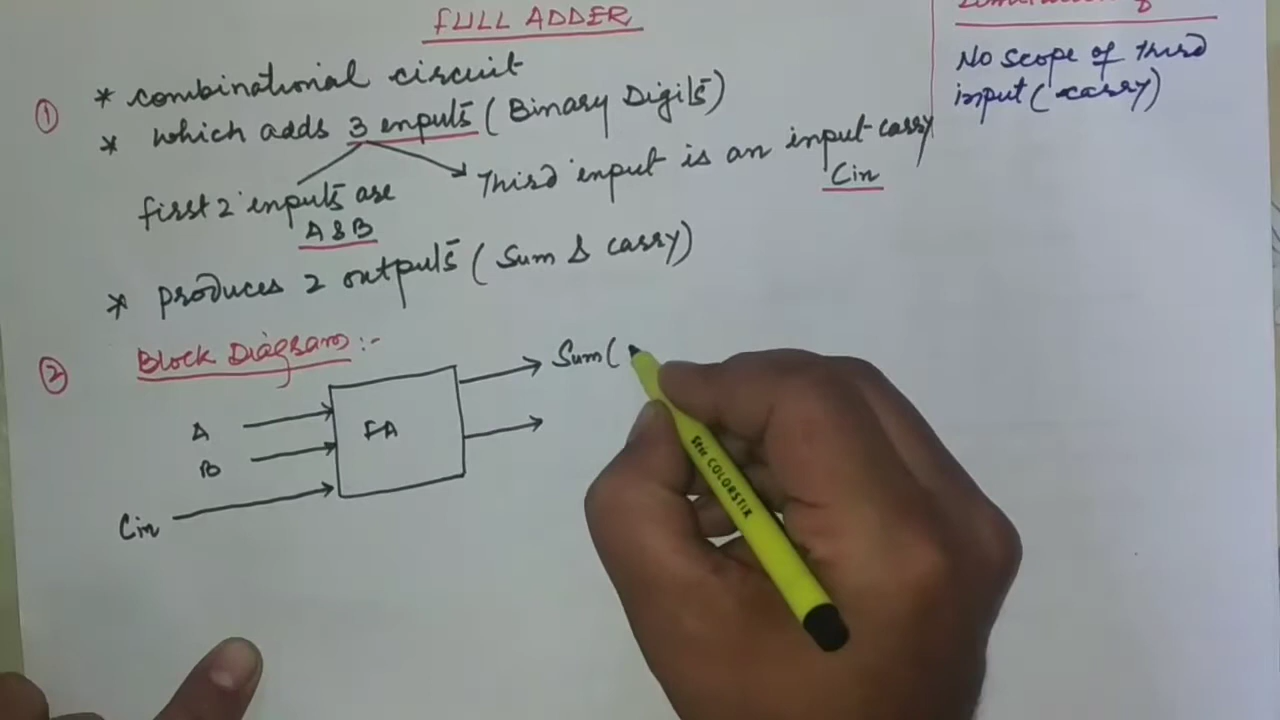 FULL ADDER
① * combinational circuit
* which adds 3 inputs (Binary Digits)
first 2 inputs are
A & B
Third input is an input carry
Cin
* produces 2 outputs (Sum & carry)
② Block Diagram :-
A
B
Cin
FA
Sum (
No scope of third
input (carry)
Stic COLORSTIX